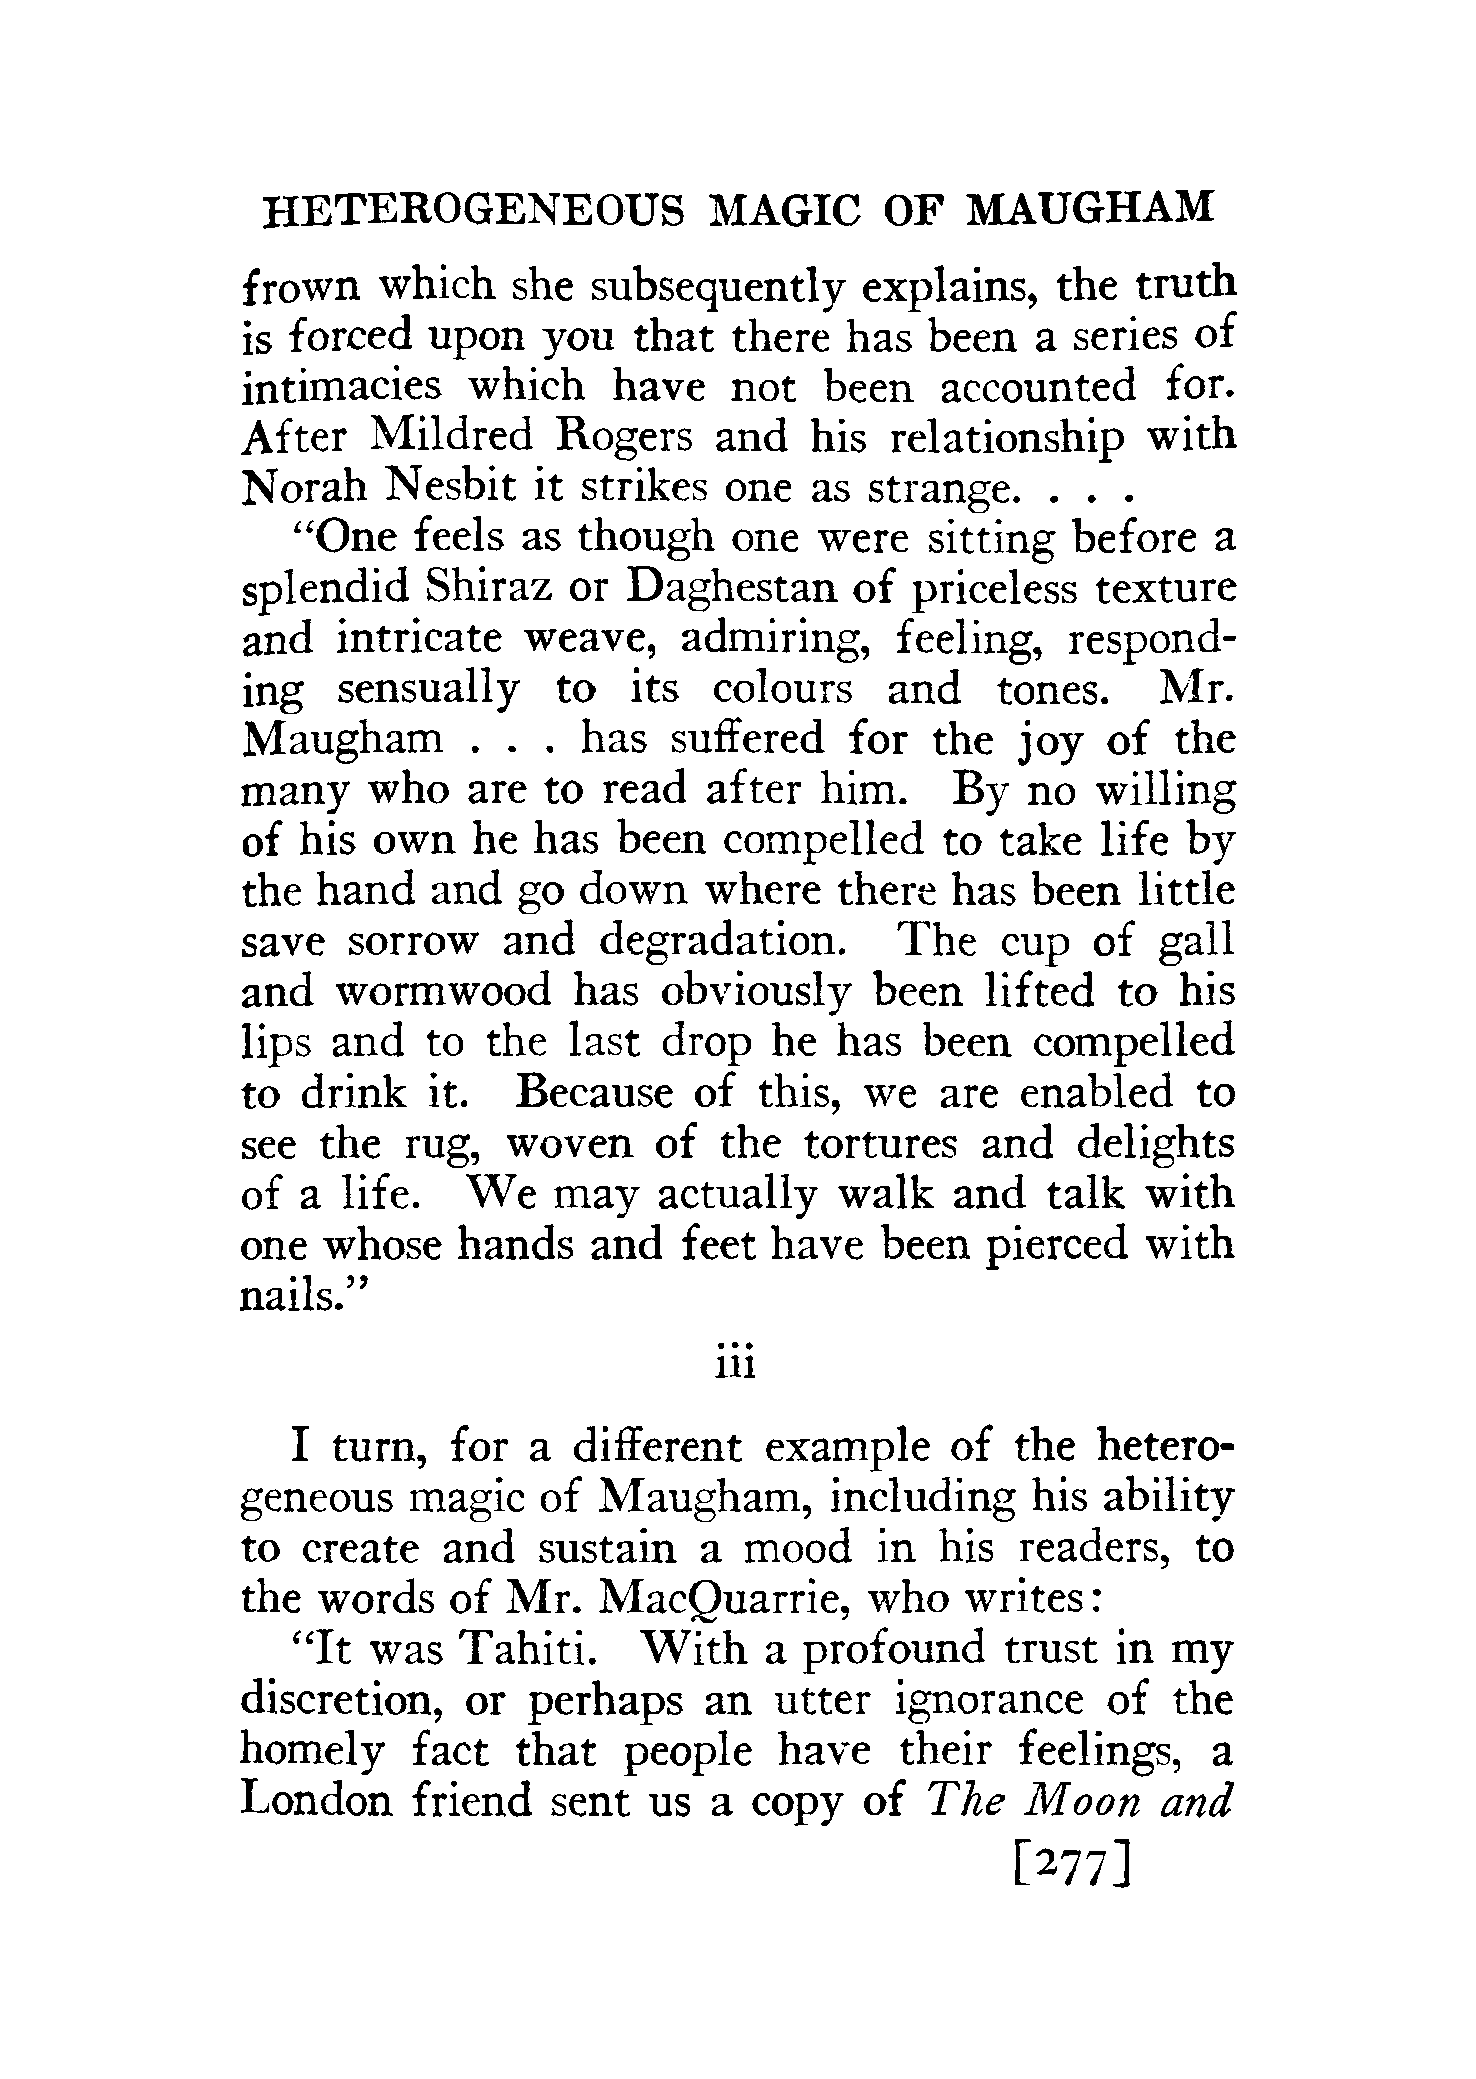 HETEROGENEOUS MAGIC OF MAUGHAM
frown which she subsequently explains, the truth
is forced upon you that there has been a series of
intimacies which have not been accounted for.
After Mildred Rogers and his relationship with
Norah Nesbit it strikes one as strange. . . .
"One feels as though one were sitting before a
splendid Shiraz or Daghestan of priceless texture
and intricate weave, admiring, feeling, respond-
ing sensually to its colours and tones. Mr.
Maugham . . . has suffered for the joy of the
many who are to read after him. By no willing
of his own he has been compelled to take life by
the hand and go down where there has been little
save sorrow and degradation. The cup of gall
and wormwood has obviously been lifted to his
lips and to the last drop he has been compelled
to drink it. Because of this, we are enabled to
see the rug, woven of the tortures and delights
of a life. We may actually walk and talk with
one whose hands and feet have been pierced with
nails."
iii
I turn, for a different example of the hetero-
geneous magic of Maugham, including his ability
to create and sustain a mood in his readers, to
the words of Mr. MacQuarrie, who writes:
"It was Tahiti. With a profound trust in my
discretion, or perhaps an utter ignorance of the
homely fact that people have their feelings, a
London friend sent us a copy of The Moon and
[277]